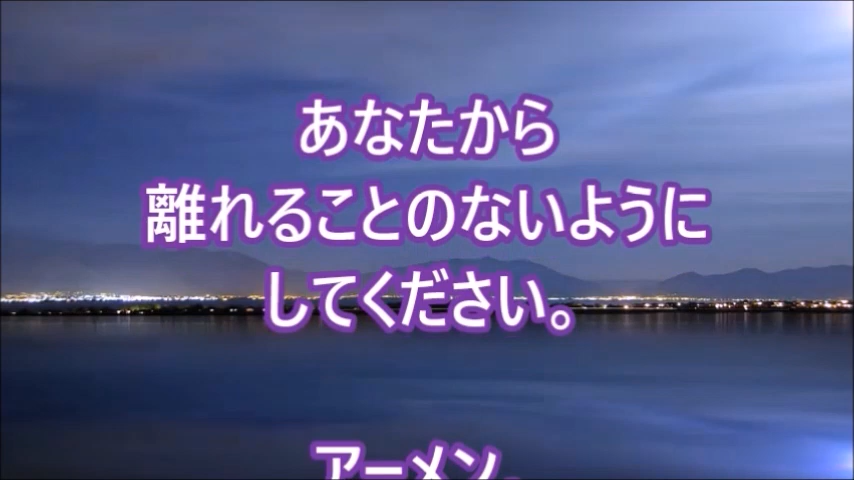 あなたから
離れることのないように
してください。
アーメン。